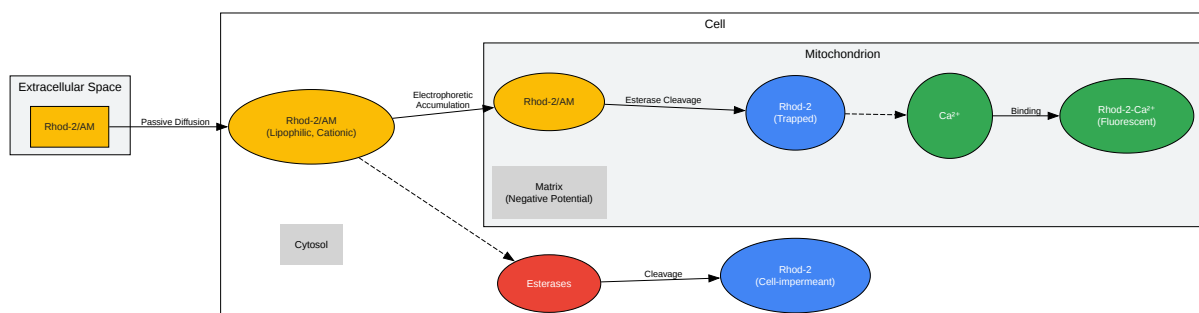 Cell
Mitochondrion
Extracellular Space
Rhod-2/AM
Passive Diffusion
Rhod-2/AM
(Lipophilic, Cationic)
Electrophoretic
Accumulation
Rhod-2/AM
Esterase Cleavage
Rhod-2
(Trapped)
Ca²⁺
Binding
Rhod-2-Ca²⁺
(Fluorescent)
Matrix
(Negative Potential)
Cytosol
Esterases
Cleavage
Rhod-2
(Cell-impermeant)